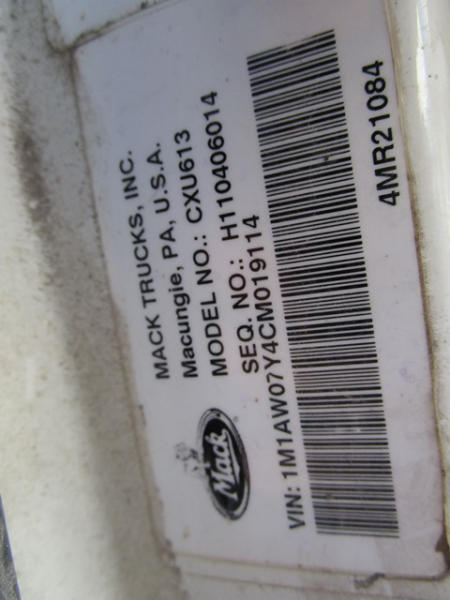 MACK TRUCKS, INC.
Macungie, PA, U.S.A.
MODEL NO.: CXU613
SEQ. NO.: H110406014
Mack
VIN: 1M1AW07Y4CM019114
4MR21084